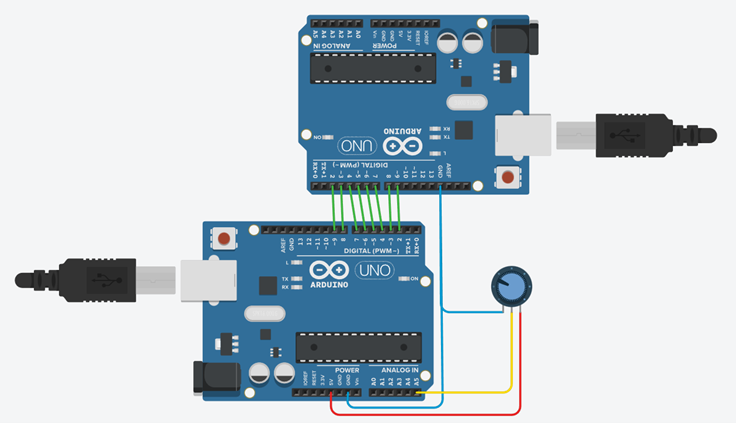 A5 A4 A3 A2 A1 A0 Vin GND GND 5V 3.3V RESET IOREF
ANALOG IN POWER
ON UNO ARDUINO RX TX L
DIGITAL (PWM~)
RX←0 TX→1 2 ~3 4 ~5 ~6 7 8 ~9 ~10 ~11 12 13 GND AREF
AREF GND 13 12 ~11 ~10 ~9 8 7 ~6 ~5 4 ~3 2 TX→1 RX←0
DIGITAL (PWM~)
L
TX
RX
UNO
ON
ARDUINO
POWER ANALOG IN
IOREF RESET 3.3V 5V GND GND Vin A0 A1 A2 A3 A4 A5